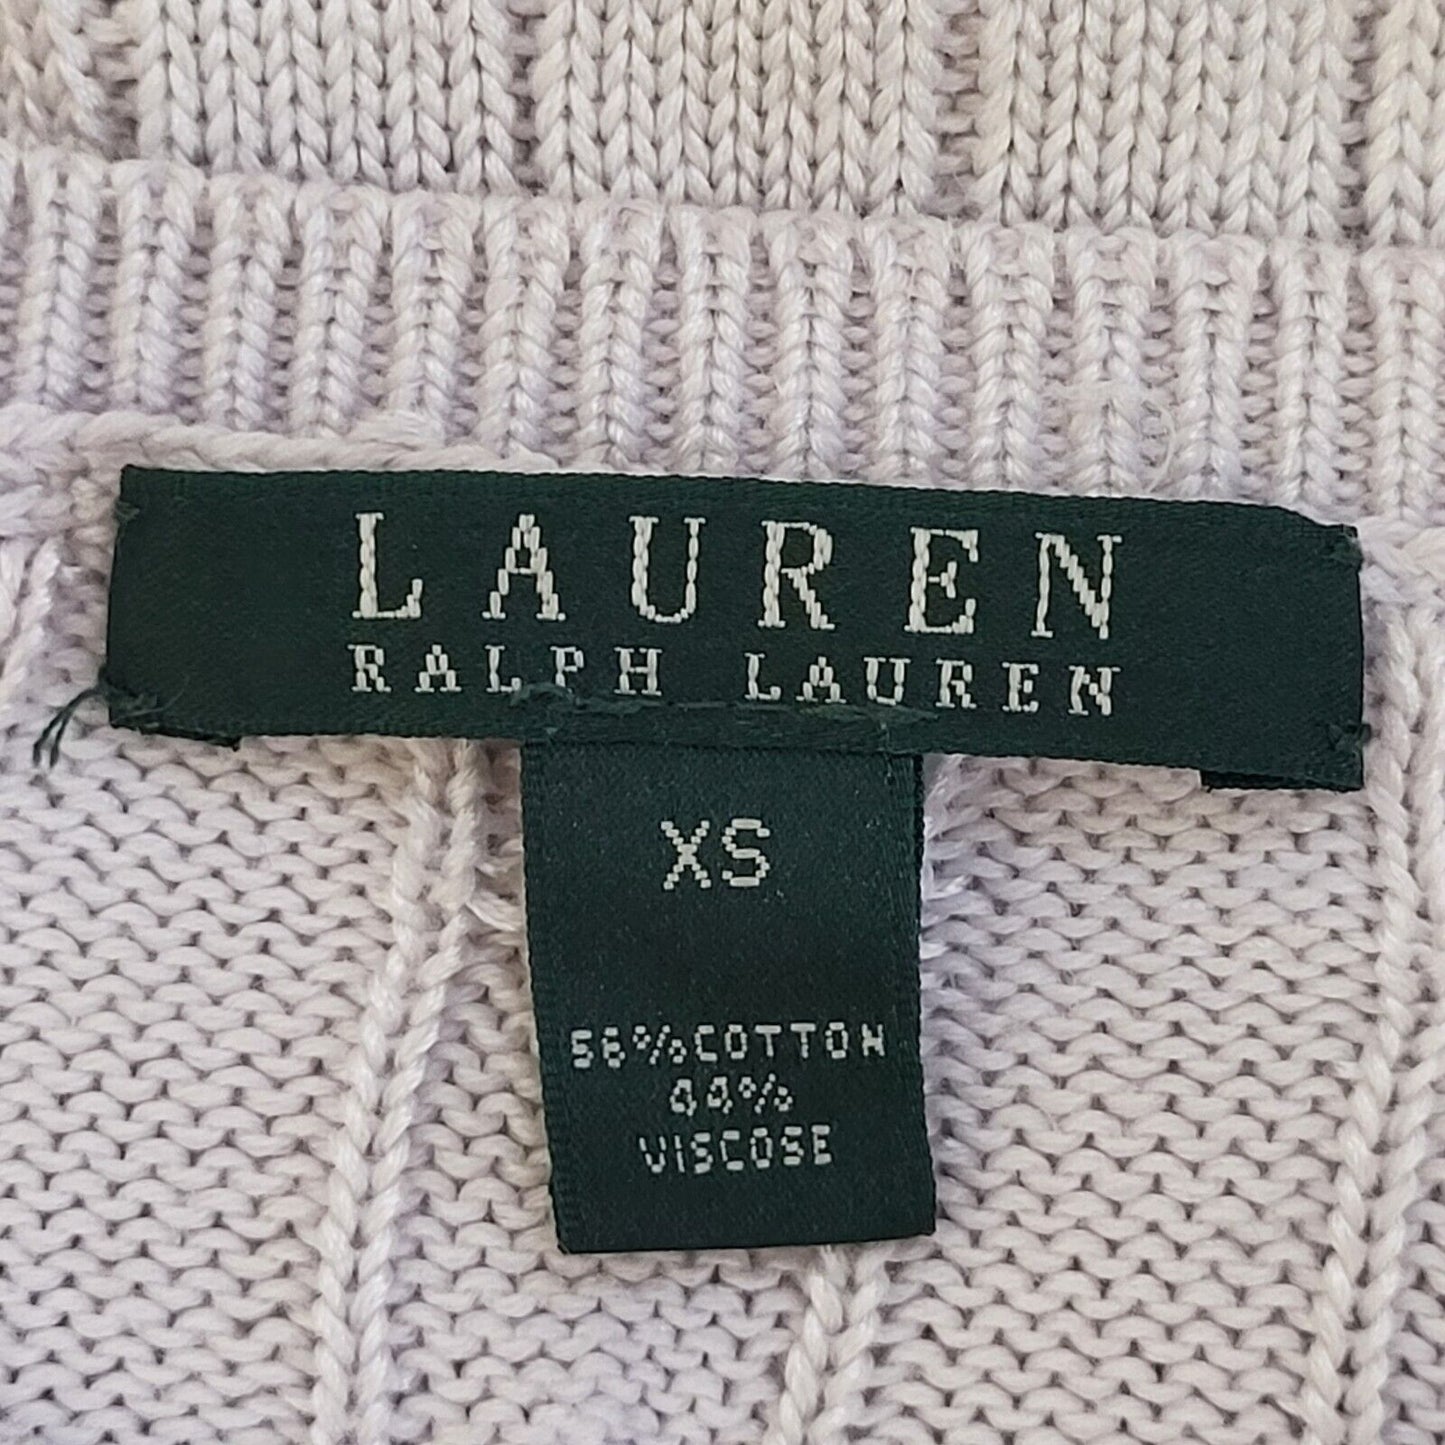 LAUREN
RALPH LAUREN
XS
56%COTTON
44%
VISCOSE